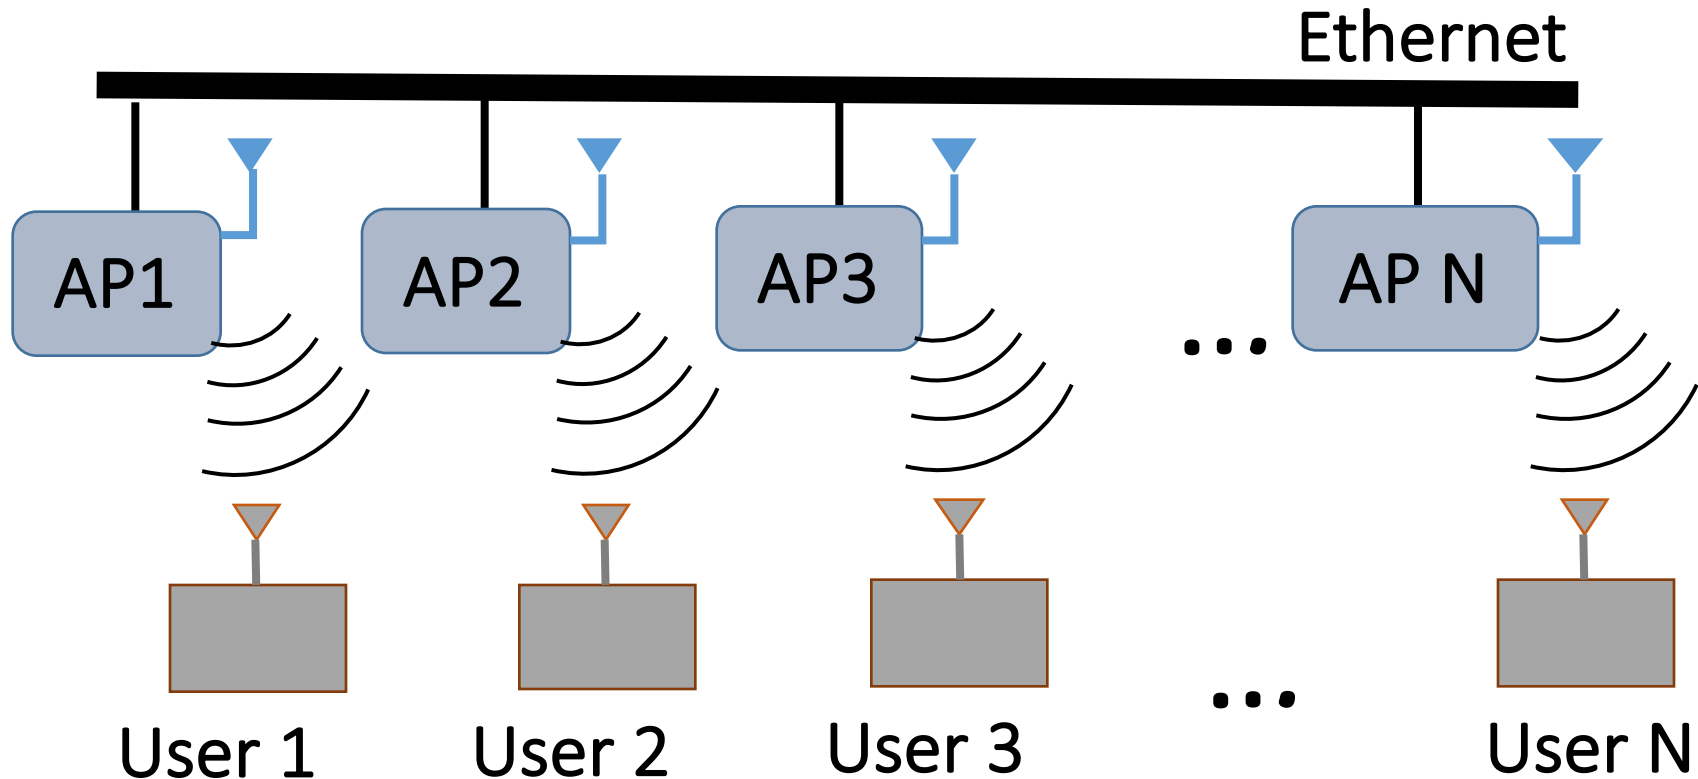 Ethernet
AP1 AP2 AP3 ... AP N
...
User 1 User 2 User 3 User N